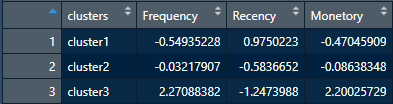 clusters Frequency Recency Monetory
1 cluster1 -0.54935228 0.9750223 -0.47045909
2 cluster2 -0.03217907 -0.5836652 -0.08638348
3 cluster3 2.27088382 -1.2473988 2.20025729